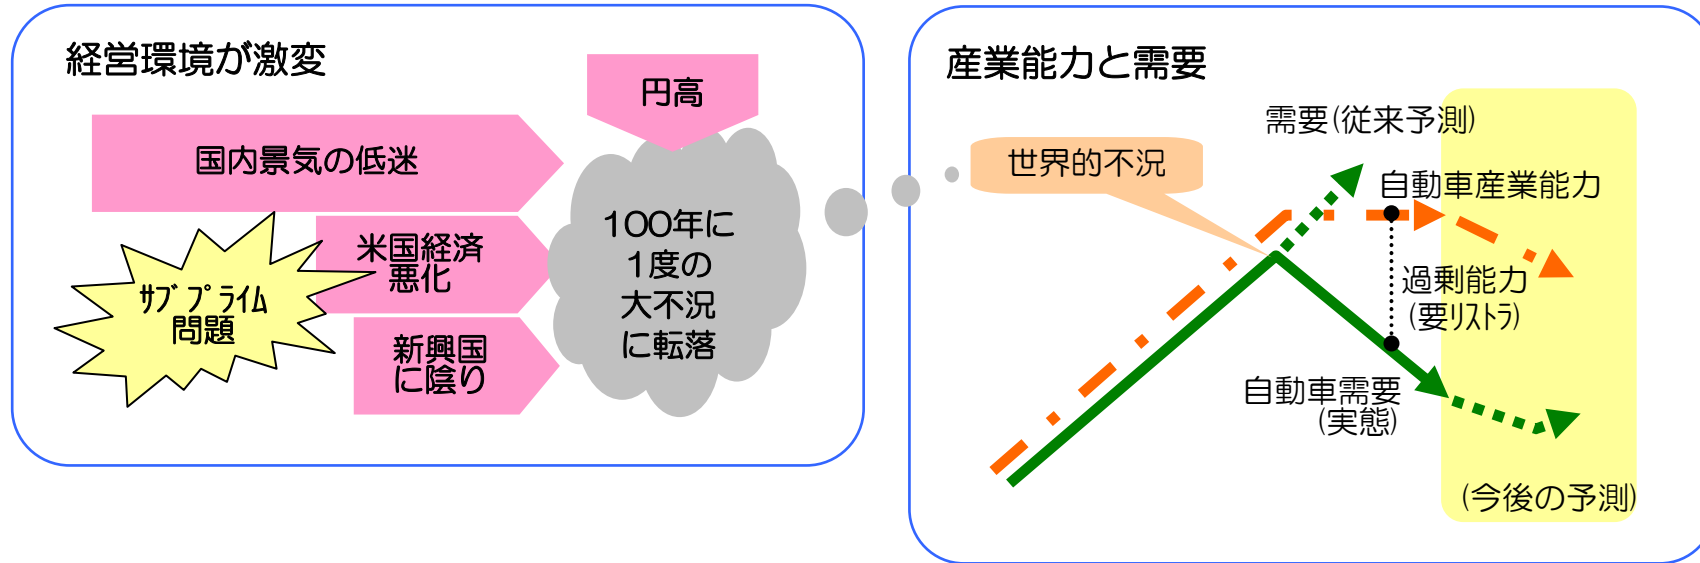 経営環境が激変
円高
国内景気の低迷
米国経済
悪化
サブプライム
問題
新興国
に陰り
100年に
1度の
大不況
に転落
産業能力と需要
需要(従来予測)
世界的不況
自動車産業能力
過剰能力
(要リストラ)
自動車需要
(実態)
(今後の予測)